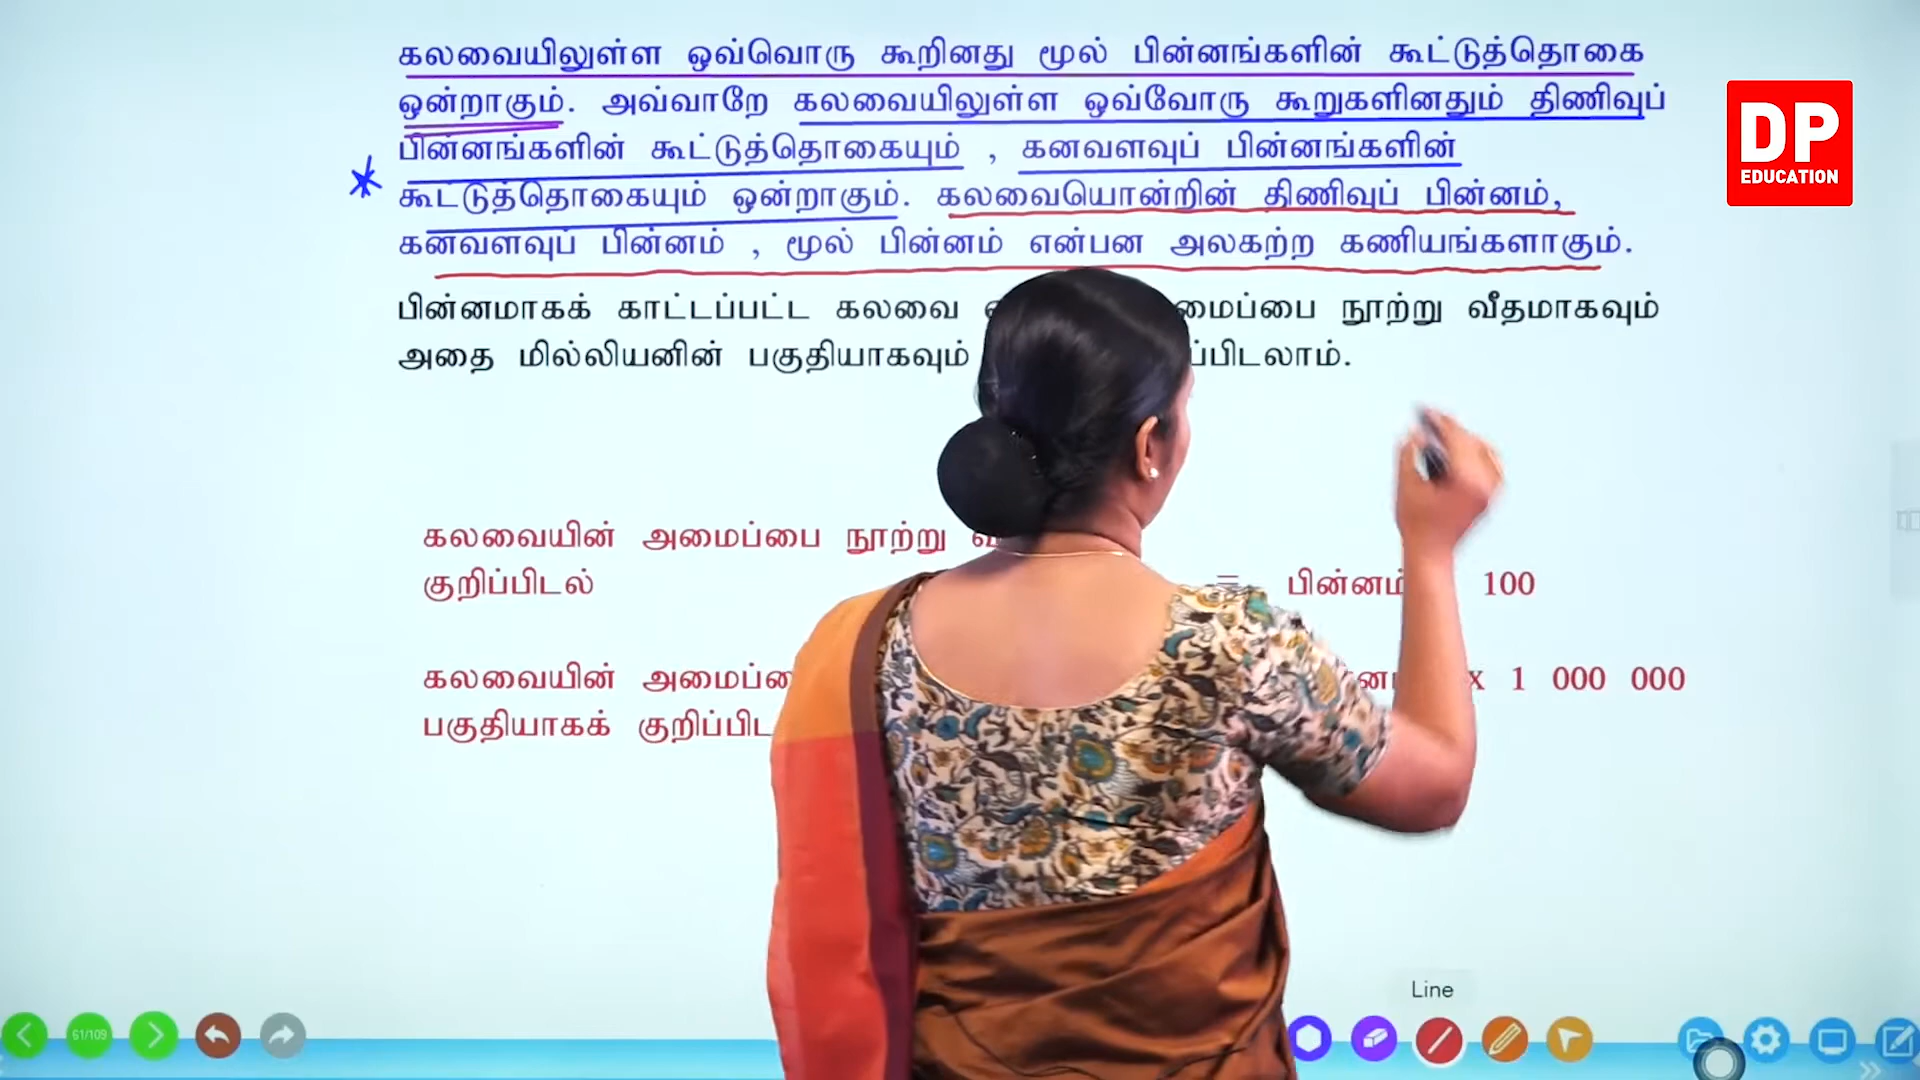 கலவையிலுள்ள ஒவ்வொரு கூறினது மூல் பின்னங்களின் கூட்டுத்தொகை
ஒன்றாகும். அவ்வாறே கலவையிலுள்ள ஒவ்வோரு கூறுகளினதும் திணிவுப்
பின்னங்களின் கூட்டுத்தொகையும் , கனவளவுப் பின்னங்களின்
கூட்டுத்தொகையும் ஒன்றாகும். கலவையொன்றின் திணிவுப் பின்னம்,
கனவளவுப் பின்னம் , மூல் பின்னம் என்பன அலகற்ற கணியங்களாகும்.
பின்னமாகக் காட்டப்பட்ட கலவை நூற்று வீதமாகவும்
அதை மில்லியனின் பகுதியாகவும்
கலவையின் அமைப்பை நூற்று
குறிப்பிடல் = பின்னம் 100
கலவையின் x 1 000 000
பகுதியாகக்
DP
EDUCATION
Line
61/109